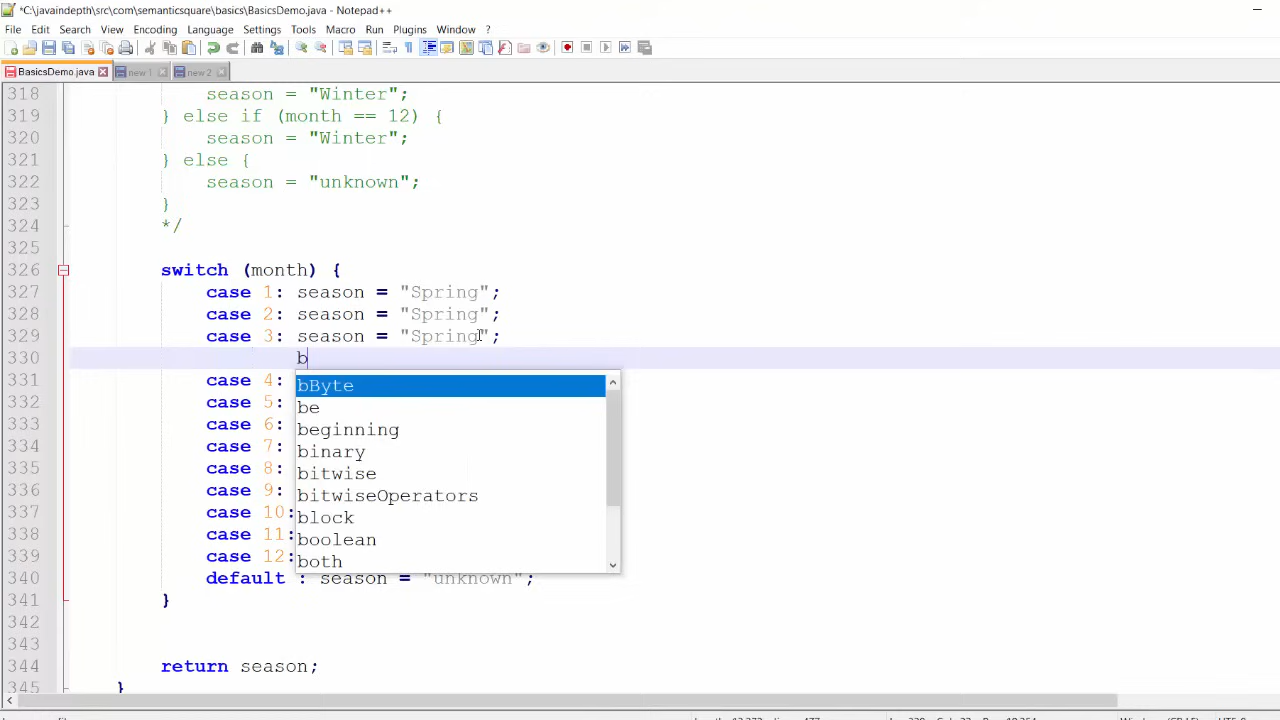 *C:\javaindepth\src\com\semanticsquare\basics\BasicsDemo.java - Notepad++
File Edit Search View Encoding Language Settings Tools Macro Run Plugins Window ?
BasicsDemo.java new 1 new 2
318 season = "Winter";
319 } else if (month == 12) {
320 season = "Winter";
321 } else {
322 season = "unknown";
323 }
324 */
325
326 switch (month) {
327 case 1: season = "Spring";
328 case 2: season = "Spring";
329 case 3: season = "Spring";
330 b
331 case 4:
332 case 5:
333 case 6:
334 case 7:
335 case 8:
336 case 9:
337 case 10:
338 case 11:
339 case 12:
bByte
be
beginning
binary
bitwise
bitwiseOperators
block
boolean
both
340 default : season = "unknown";
341 }
342
343
344 return season;
345 }